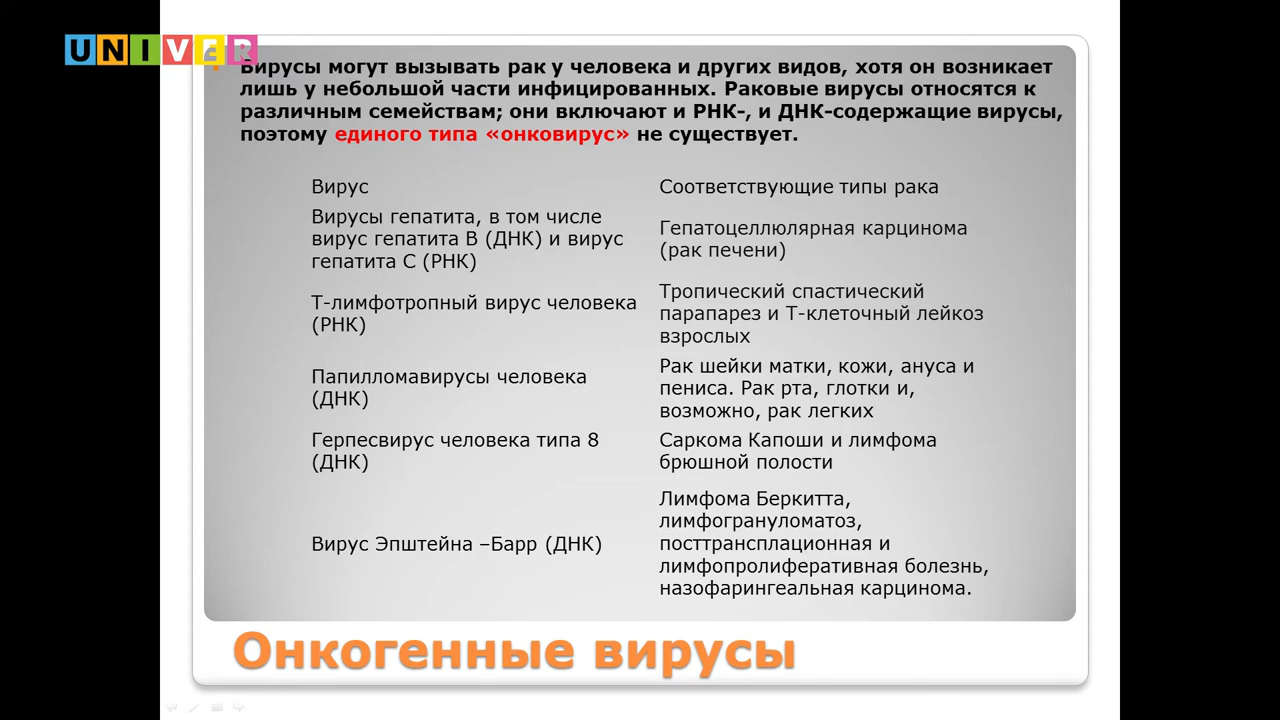 UNIVER
Вирусы могут вызывать рак у человека и других видов, хотя он возникает
лишь у небольшой части инфицированных. Раковые вирусы относятся к
различным семействам; они включают и РНК-, и ДНК-содержащие вирусы,
поэтому единого типа «онковирус» не существует.
Вирус
Соответствующие типы рака
Вирусы гепатита, в том числе
вирус гепатита В (ДНК) и вирус
гепатита С (РНК)
Гепатоцеллюлярная карцинома
(рак печени)
Т-лимфотропный вирус человека
(РНК)
Тропический спастический
парапарез и Т-клеточный лейкоз
взрослых
Папилломавирусы человека
(ДНК)
Рак шейки матки, кожи, ануса и
пениса. Рак рта, глотки и,
возможно, рак легких
Герпесвирус человека типа 8
(ДНК)
Саркома Капоши и лимфома
брюшной полости
Вирус Эпштейна –Барр (ДНК)
Лимфома Беркитта,
лимфогрануломатоз,
посттрансплационная и
лимфопролиферативная болезнь,
назофарингеальная карцинома.
Онкогенные вирусы